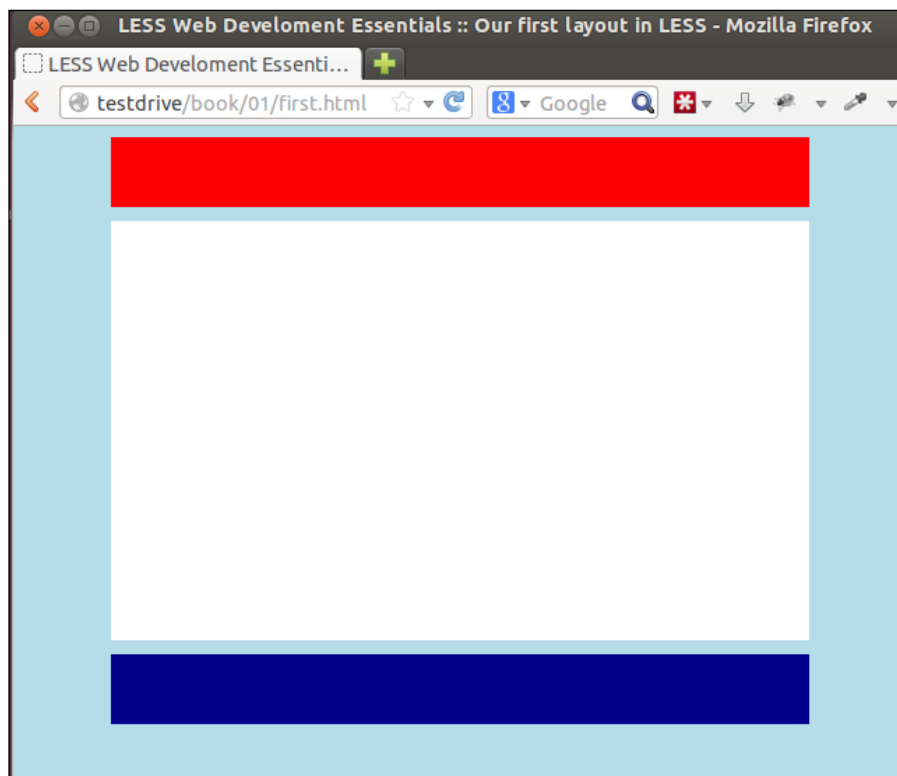 LESS Web Develoment Essentials :: Our first layout in LESS - Mozilla Firefox
LESS Web Develoment Essenti...
testdrive/book/01/first.html 8 Google